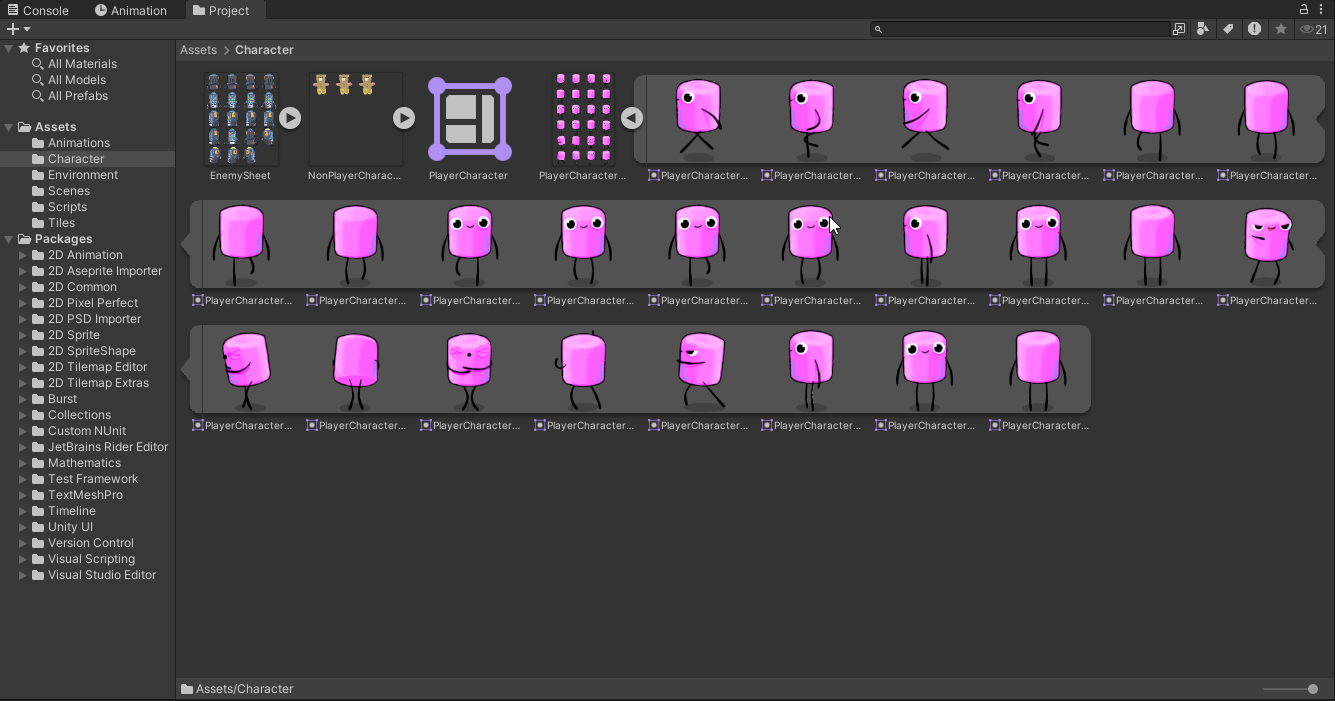 Console Animation Project
21
Favorites
All Materials
All Models
All Prefabs
Assets
Animations
Character
Environment
Scenes
Scripts
Tiles
Packages
2D Animation
2D Aseprite Importer
2D Common
2D Pixel Perfect
2D PSD Importer
2D Sprite
2D SpriteShape
2D Tilemap Editor
2D Tilemap Extras
Burst
Collections
Custom NUnit
JetBrains Rider Editor
Mathematics
Test Framework
TextMeshPro
Timeline
Unity UI
Version Control
Visual Scripting
Visual Studio Editor
Assets > Character
EnemySheet NonPlayerCharac... PlayerCharacter PlayerCharacter... PlayerCharacter... PlayerCharacter... PlayerCharacter... PlayerCharacter... PlayerCharacter... PlayerCharacter...
PlayerCharacter... PlayerCharacter... PlayerCharacter... PlayerCharacter... PlayerCharacter... PlayerCharacter... PlayerCharacter... PlayerCharacter... PlayerCharacter... PlayerCharacter...
PlayerCharacter... PlayerCharacter... PlayerCharacter... PlayerCharacter... PlayerCharacter... PlayerCharacter... PlayerCharacter... PlayerCharacter...
Assets/Character